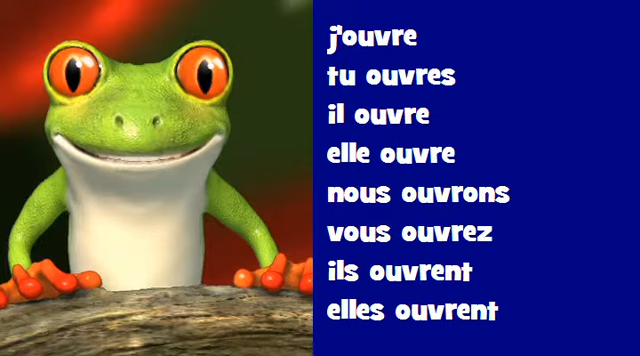 j'ouvre
tu ouvres
il ouvre
elle ouvre
nous ouvrons
vous ouvrez
ils ouvrent
elles ouvrent